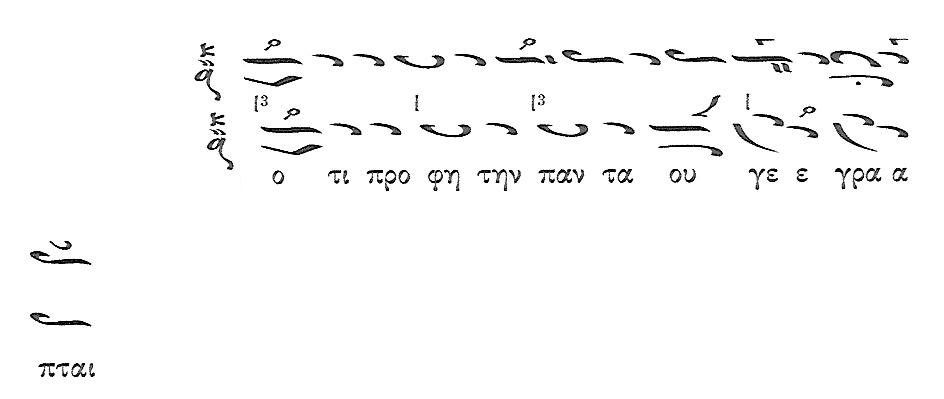 ο τι προ φη την παν τα ου γε ε γρα α
πται